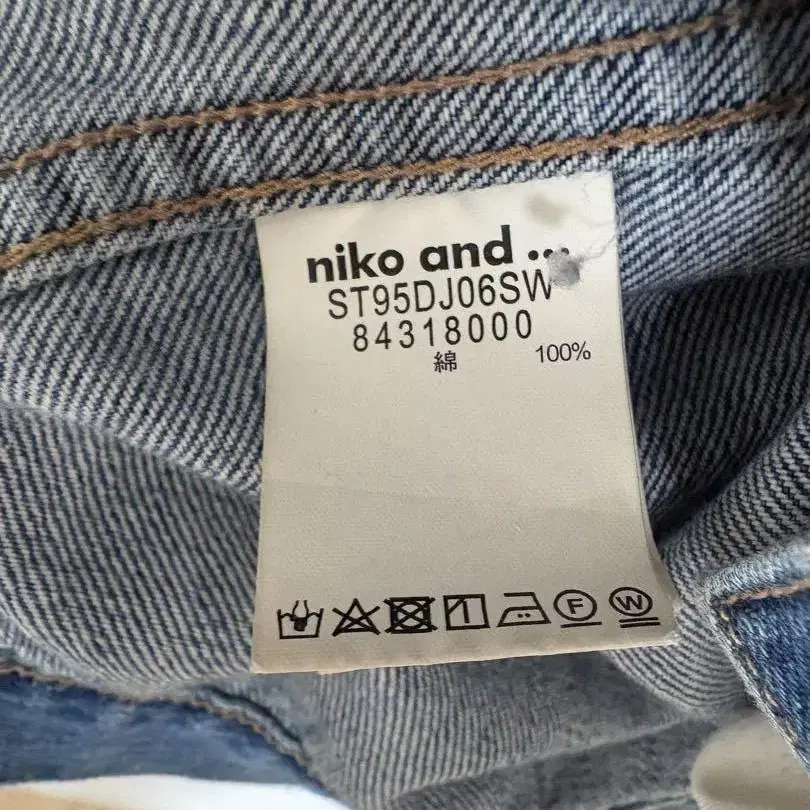 niko and ...
ST95DJ06SW
84318000
綿 100%
F W